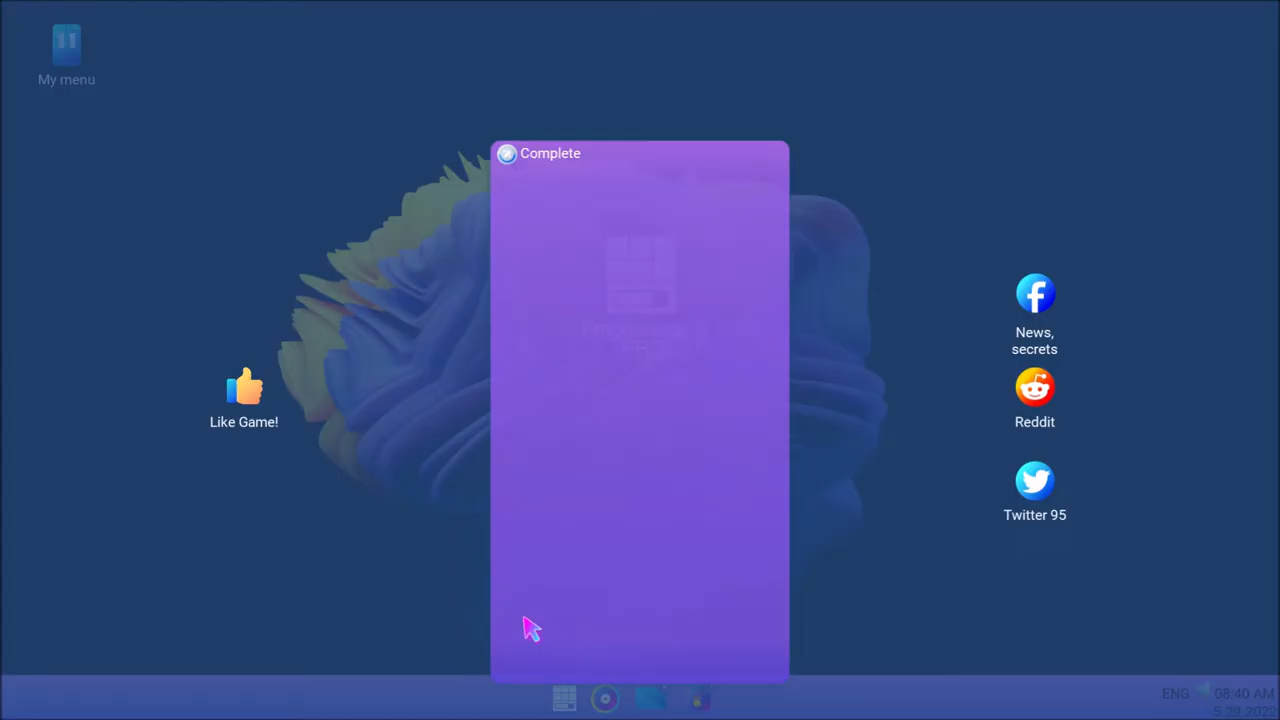 My menu
Complete
News,
secrets
Like Game!
Reddit
Twitter 95
ENG
08:40 AM